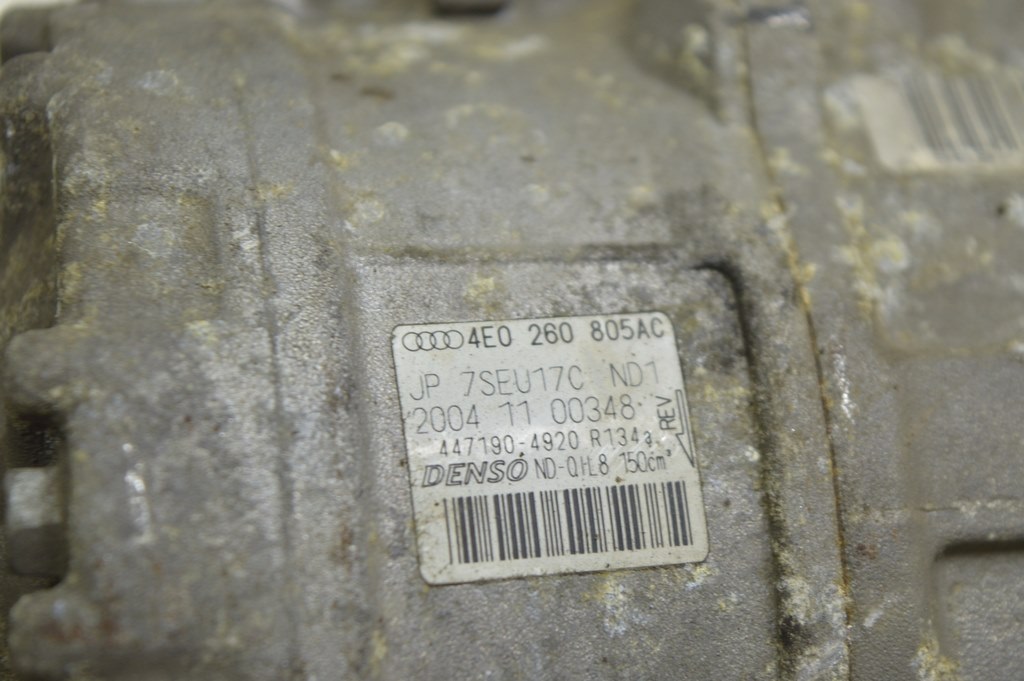 4E0 260 805AC
JP 7SEU17C ND1
2004 11 00348
REV
447190-4920 R134a
DENSO ND-OIL8 150cm³